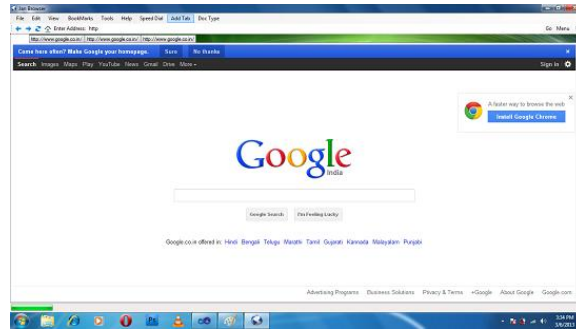 Jain Browser
File Edit View BookMarks Tools Help Speed Dial Add Tab Doc Type
Enter Address: http: Go Menu
http://www.google.co.in/ http://www.google.co.in/ http://www.google.co.in/
Come here often? Make Google your homepage. Sure No thanks
Search Images Maps Play YouTube News Gmail Drive More Sign in
A faster way to browse the web
Install Google Chrome
Google
India
Google Search I'm Feeling Lucky
Google.co.in offered in: Hindi Bengali Telugu Marathi Tamil Gujarati Kannada Malayalam Punjabi
Advertising Programs Business Solutions Privacy & Terms +Google About Google Google.com
3:34 PM
3/6/2013